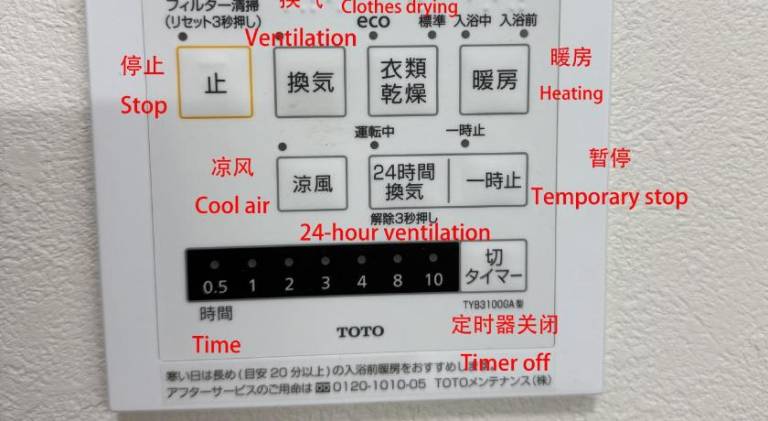 フィルター清掃
(リセット3秒押し)
換气
Clothes drying
eco
標準
入浴中
入浴前
Ventilation
停止
Stop
止
換気
衣類
乾燥
暖房
暖房
Heating
運転中
一時止
凉风
Cool air
涼風
24時間
換気
一時止
暂停
Temporary stop
解除3秒押し
24-hour ventilation
0.5 1 2 3 4 8 10
時間
切
タイマー
TYB3100GA型
Time
TOTO
定时器关闭
Timer off
寒い日は長め(目安20分以上)の入浴前暖房をおすすめします。
アフターサービスのご用命は 0120-1010-05 TOTOメンテナンス(株)